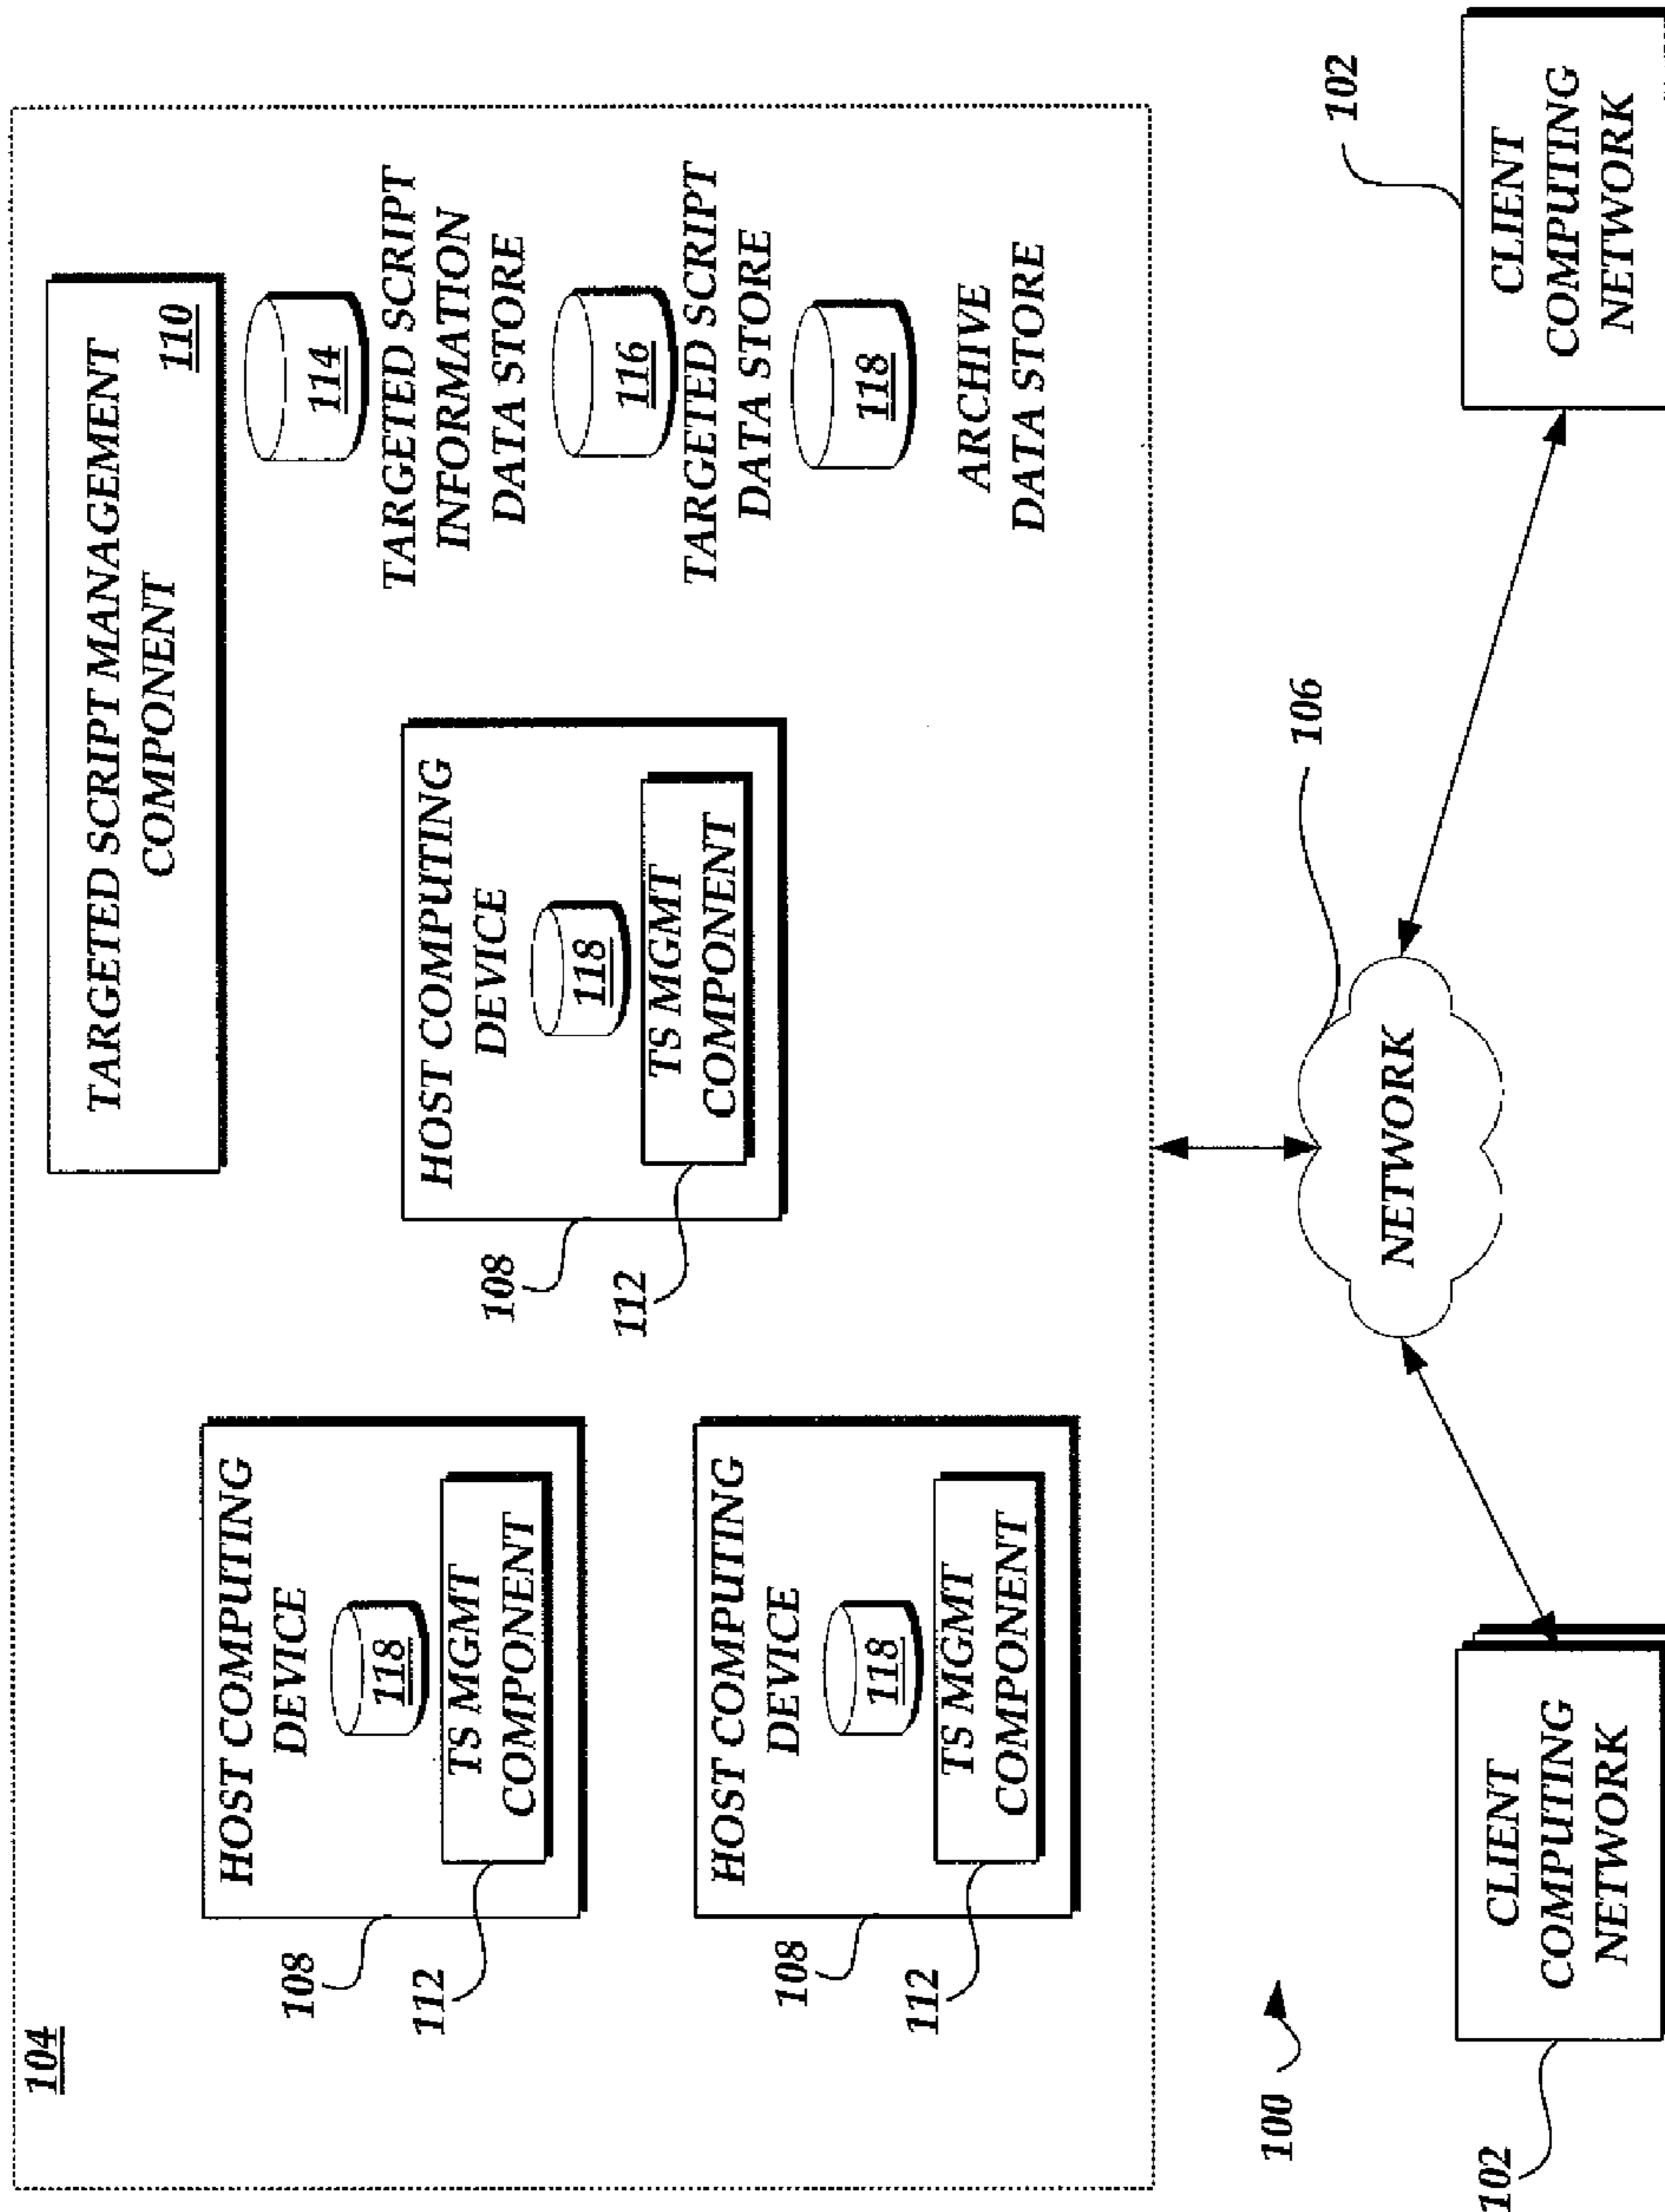 104
TARGETED SCRIPT MANAGEMENT
COMPONENT
110
108
HOST COMPUTING
DEVICE
118
112
TS MGMT
COMPONENT
108
HOST COMPUTING
DEVICE
118
112
TS MGMT
COMPONENT
108
HOST COMPUTING
DEVICE
118
112
TS MGMT
COMPONENT
114
TARGETED SCRIPT
INFORMATION
DATA STORE
116
TARGETED SCRIPT
DATA STORE
118
ARCHIVE
DATA STORE
100
106
NETWORK
102
CLIENT
COMPUTING
NETWORK
102
CLIENT
COMPUTING
NETWORK